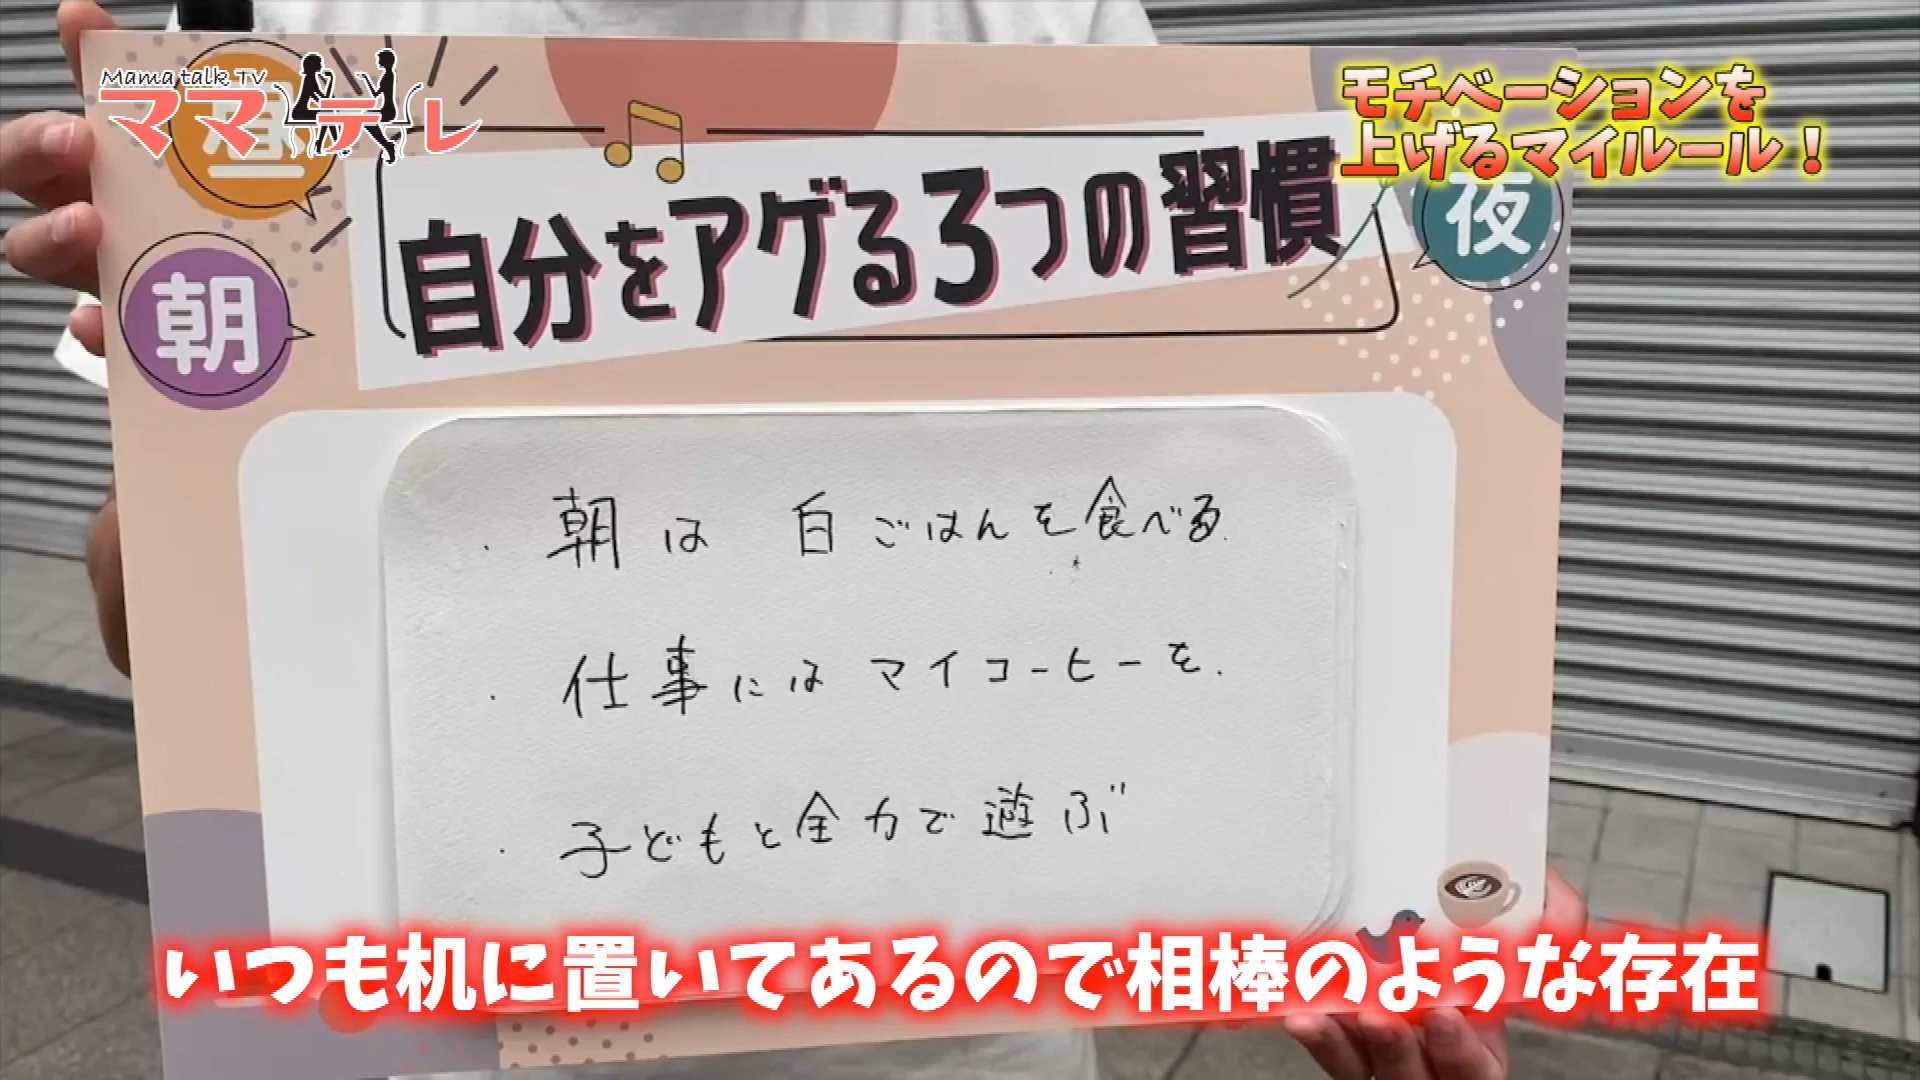 Mama talk TV
ママテレ
モチベーションを
上げるマイルール！
昼
自分をアゲる3つの習慣
夜
朝
・朝は 白ごはんを食べる.
・仕事には マイコーヒーを.
・子どもと全力で遊ぶ
いつも机に置いてあるので相棒のような存在